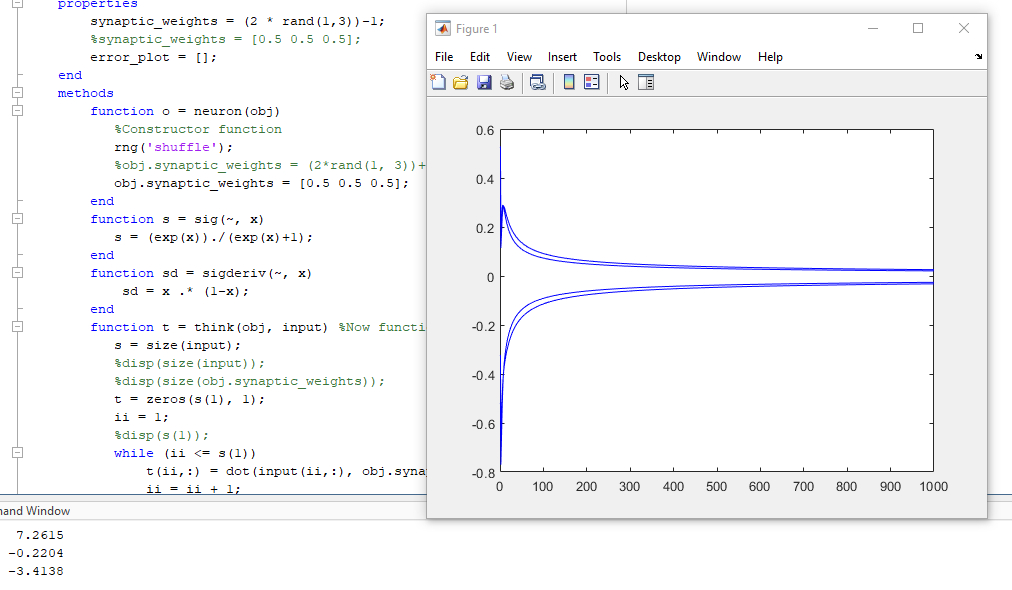 properties
synaptic_weights = (2 * rand(1,3))-1;
%synaptic_weights = [0.5 0.5 0.5];
error_plot = [];
end
methods
function o = neuron(obj)
%Constructor function
rng('shuffle');
%obj.synaptic_weights = (2*rand(1, 3))+
obj.synaptic_weights = [0.5 0.5 0.5];
end
function s = sig(~, x)
s = (exp(x))./(exp(x)+1);
end
function sd = sigderiv(~, x)
sd = x .* (1-x);
end
function t = think(obj, input) %Now functi
s = size(input);
%disp(size(input));
%disp(size(obj.synaptic_weights));
t = zeros(s(1), 1);
ii = 1;
%disp(s(1));
while (ii <= s(1))
t(ii,:) = dot(input(ii,:), obj.syna
ii = ii + 1;
Figure 1
File Edit View Insert Tools Desktop Window Help
0.6
0.4
0.2
0
-0.2
-0.4
-0.6
-0.8
0 100 200 300 400 500 600 700 800 900 1000
nand Window
7.2615
-0.2204
-3.4138